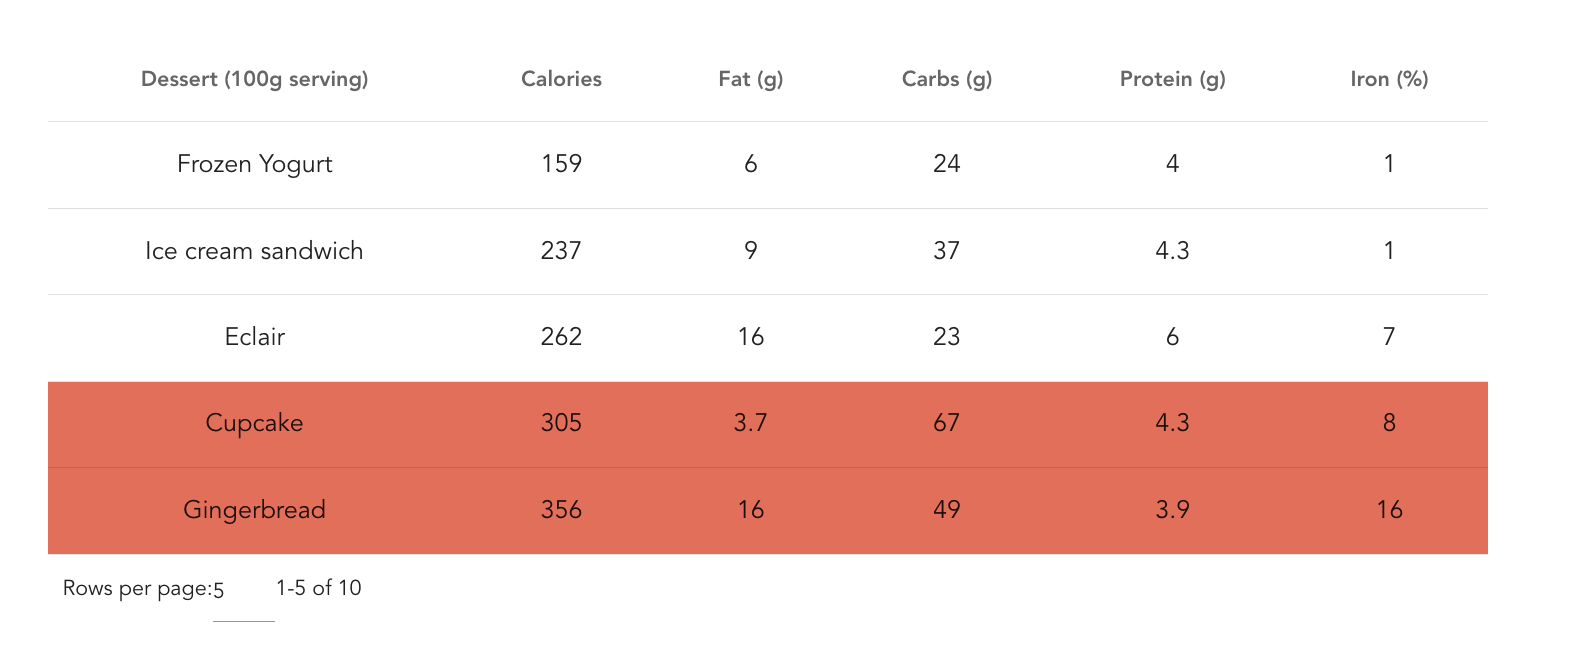 Dessert (100g serving) Calories Fat (g) Carbs (g) Protein (g) Iron (%)
Frozen Yogurt 159 6 24 4 1
Ice cream sandwich 237 9 37 4.3 1
Eclair 262 16 23 6 7
Cupcake 305 3.7 67 4.3 8
Gingerbread 356 16 49 3.9 16
Rows per page:5 1-5 of 10